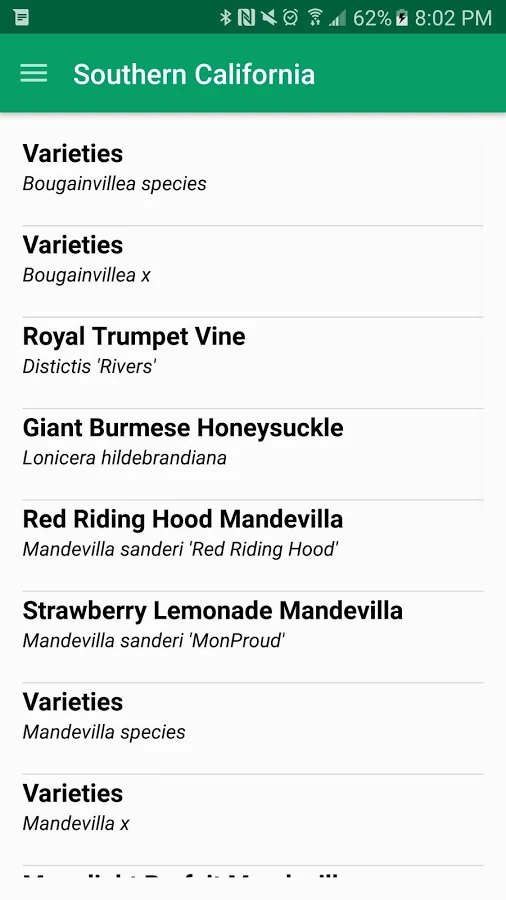 62% 8:02 PM
Southern California
Varieties
Bougainvillea species
Varieties
Bougainvillea x
Royal Trumpet Vine
Distictis 'Rivers'
Giant Burmese Honeysuckle
Lonicera hildebrandiana
Red Riding Hood Mandevilla
Mandevilla sanderi 'Red Riding Hood'
Strawberry Lemonade Mandevilla
Mandevilla sanderi 'MonProud'
Varieties
Mandevilla species
Varieties
Mandevilla x